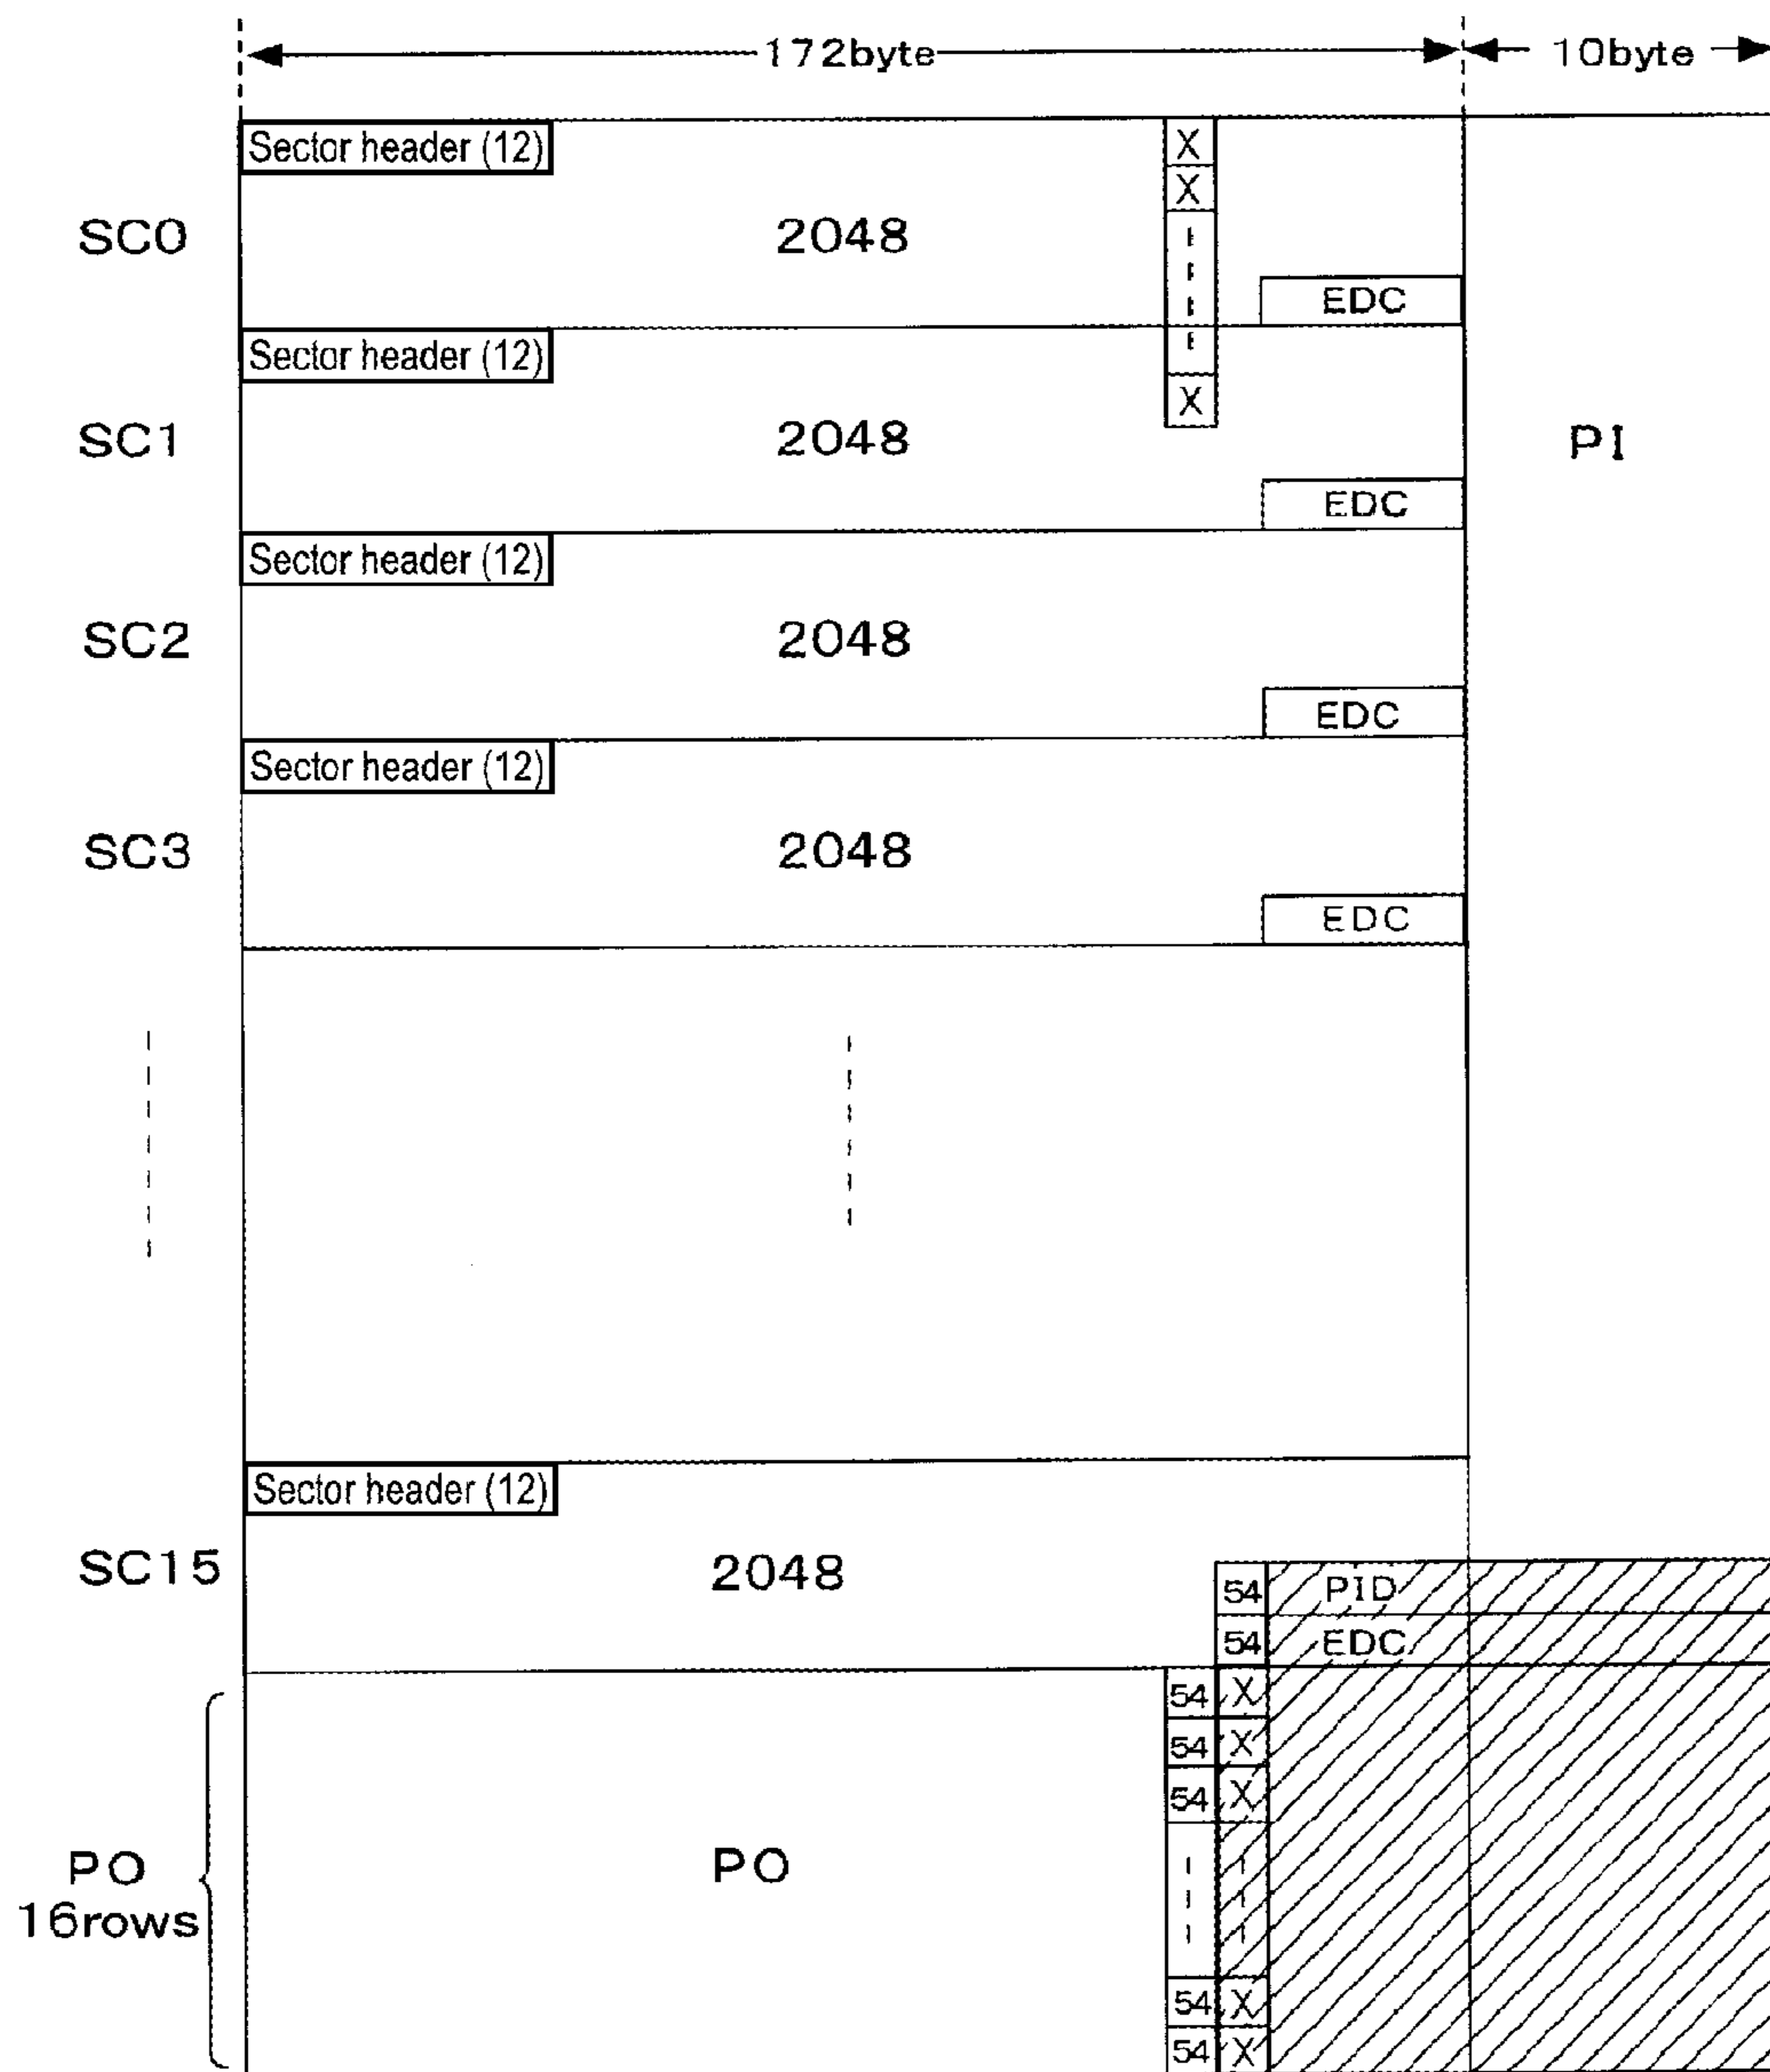 172byte 10byte
Sector header (12) X
X
SC0 2048
EDC
Sector header (12)
X
SC1 2048 PI
EDC
Sector header (12)
SC2 2048
EDC
Sector header (12)
SC3 2048
EDC
Sector header (12)
SC15 2048
54 PID
54 EDC
54 X
54 X
54 X
PO
16rows
PO
54 X
54 X